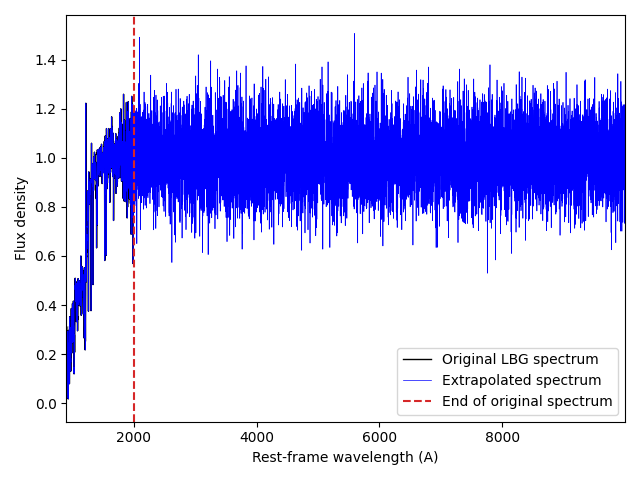 1.4
1.2
1.0
0.8
0.6
0.4
0.2
0.0
Flux density
Original LBG spectrum
Extrapolated spectrum
End of original spectrum
2000 4000 6000 8000
Rest-frame wavelength (A)